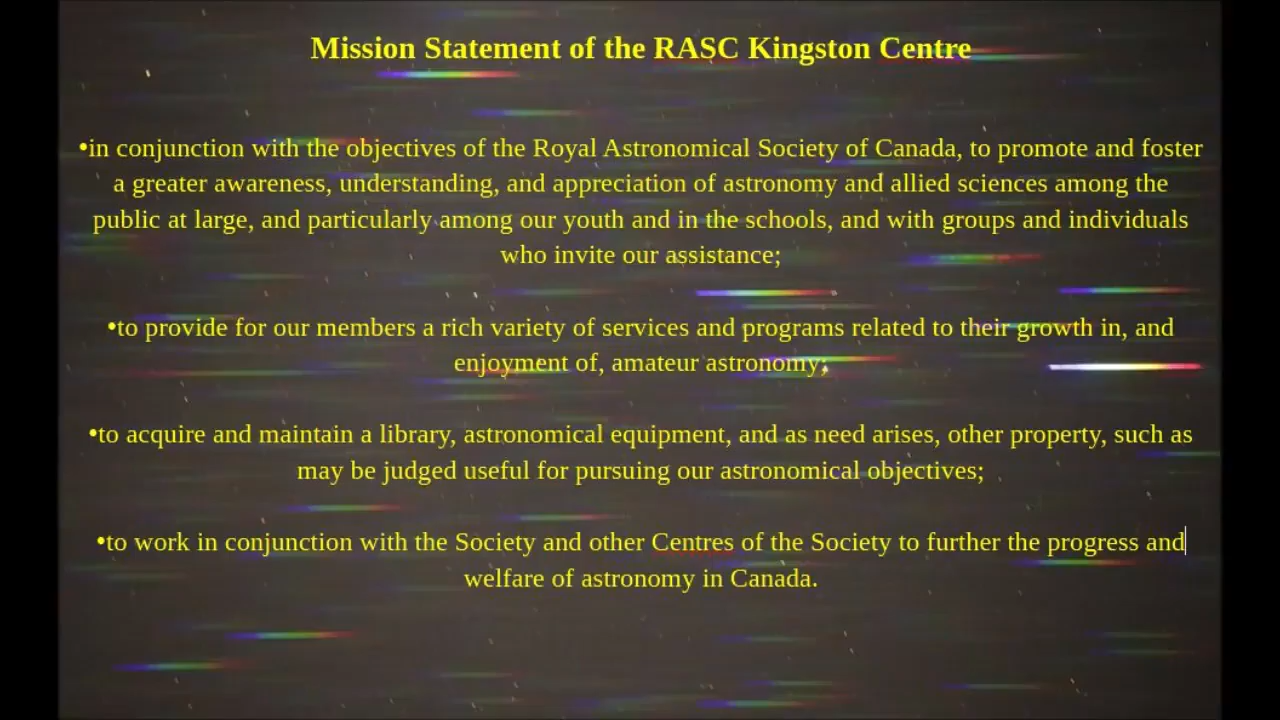 Mission Statement of the RASC Kingston Centre
•in conjunction with the objectives of the Royal Astronomical Society of Canada, to promote and foster
a greater awareness, understanding, and appreciation of astronomy and allied sciences among the
public at large, and particularly among our youth and in the schools, and with groups and individuals
who invite our assistance;
•to provide for our members a rich variety of services and programs related to their growth in, and
enjoyment of, amateur astronomy;
•to acquire and maintain a library, astronomical equipment, and as need arises, other property, such as
may be judged useful for pursuing our astronomical objectives;
•to work in conjunction with the Society and other Centres of the Society to further the progress and
welfare of astronomy in Canada.